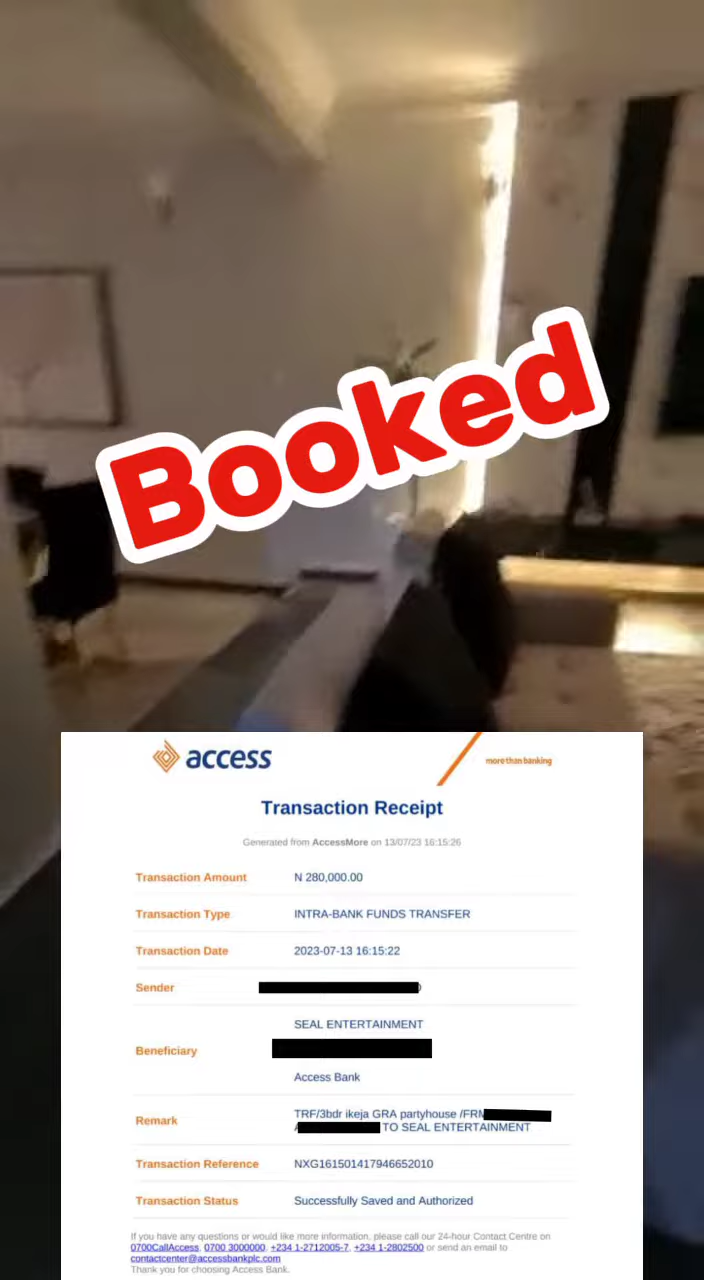 Booked
access
more than banking
Transaction Receipt
Generated from AccessMore on 13/07/23 16:15:26
Transaction Amount N 280,000.00
Transaction Type INTRA-BANK FUNDS TRANSFER
Transaction Date 2023-07-13 16:15:22
Sender
SEAL ENTERTAINMENT
Beneficiary
Access Bank
Remark
TRF/3bdr ikeja GRA partyhouse /FRM
TO SEAL ENTERTAINMENT
Transaction Reference NXG161501417946652010
Transaction Status Successfully Saved and Authorized
If you have any questions or would like more information, please call our 24-hour Contact Centre on
0700CallAccess, 0700 3000000, +234 1-2712005-7, +234 1-2802500 or send an email to
contactcenter@accessbankplc.com
Thank you for choosing Access Bank.